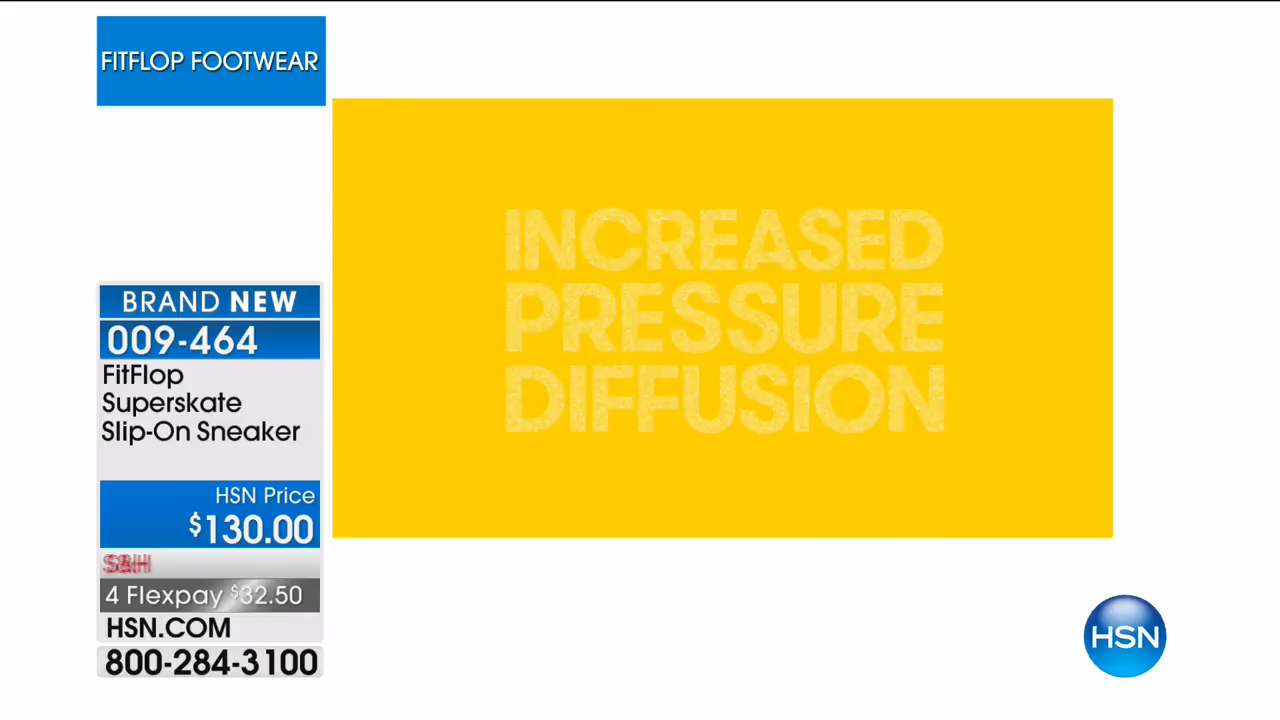 FITFLOP FOOTWEAR
INCREASED
PRESSURE
DIFFUSION
BRAND NEW
009-464
FitFlop
Superskate
Slip-On Sneaker
HSN Price
$130.00
S&H
4 Flexpay $32.50
HSN.COM
800-284-3100
HSN